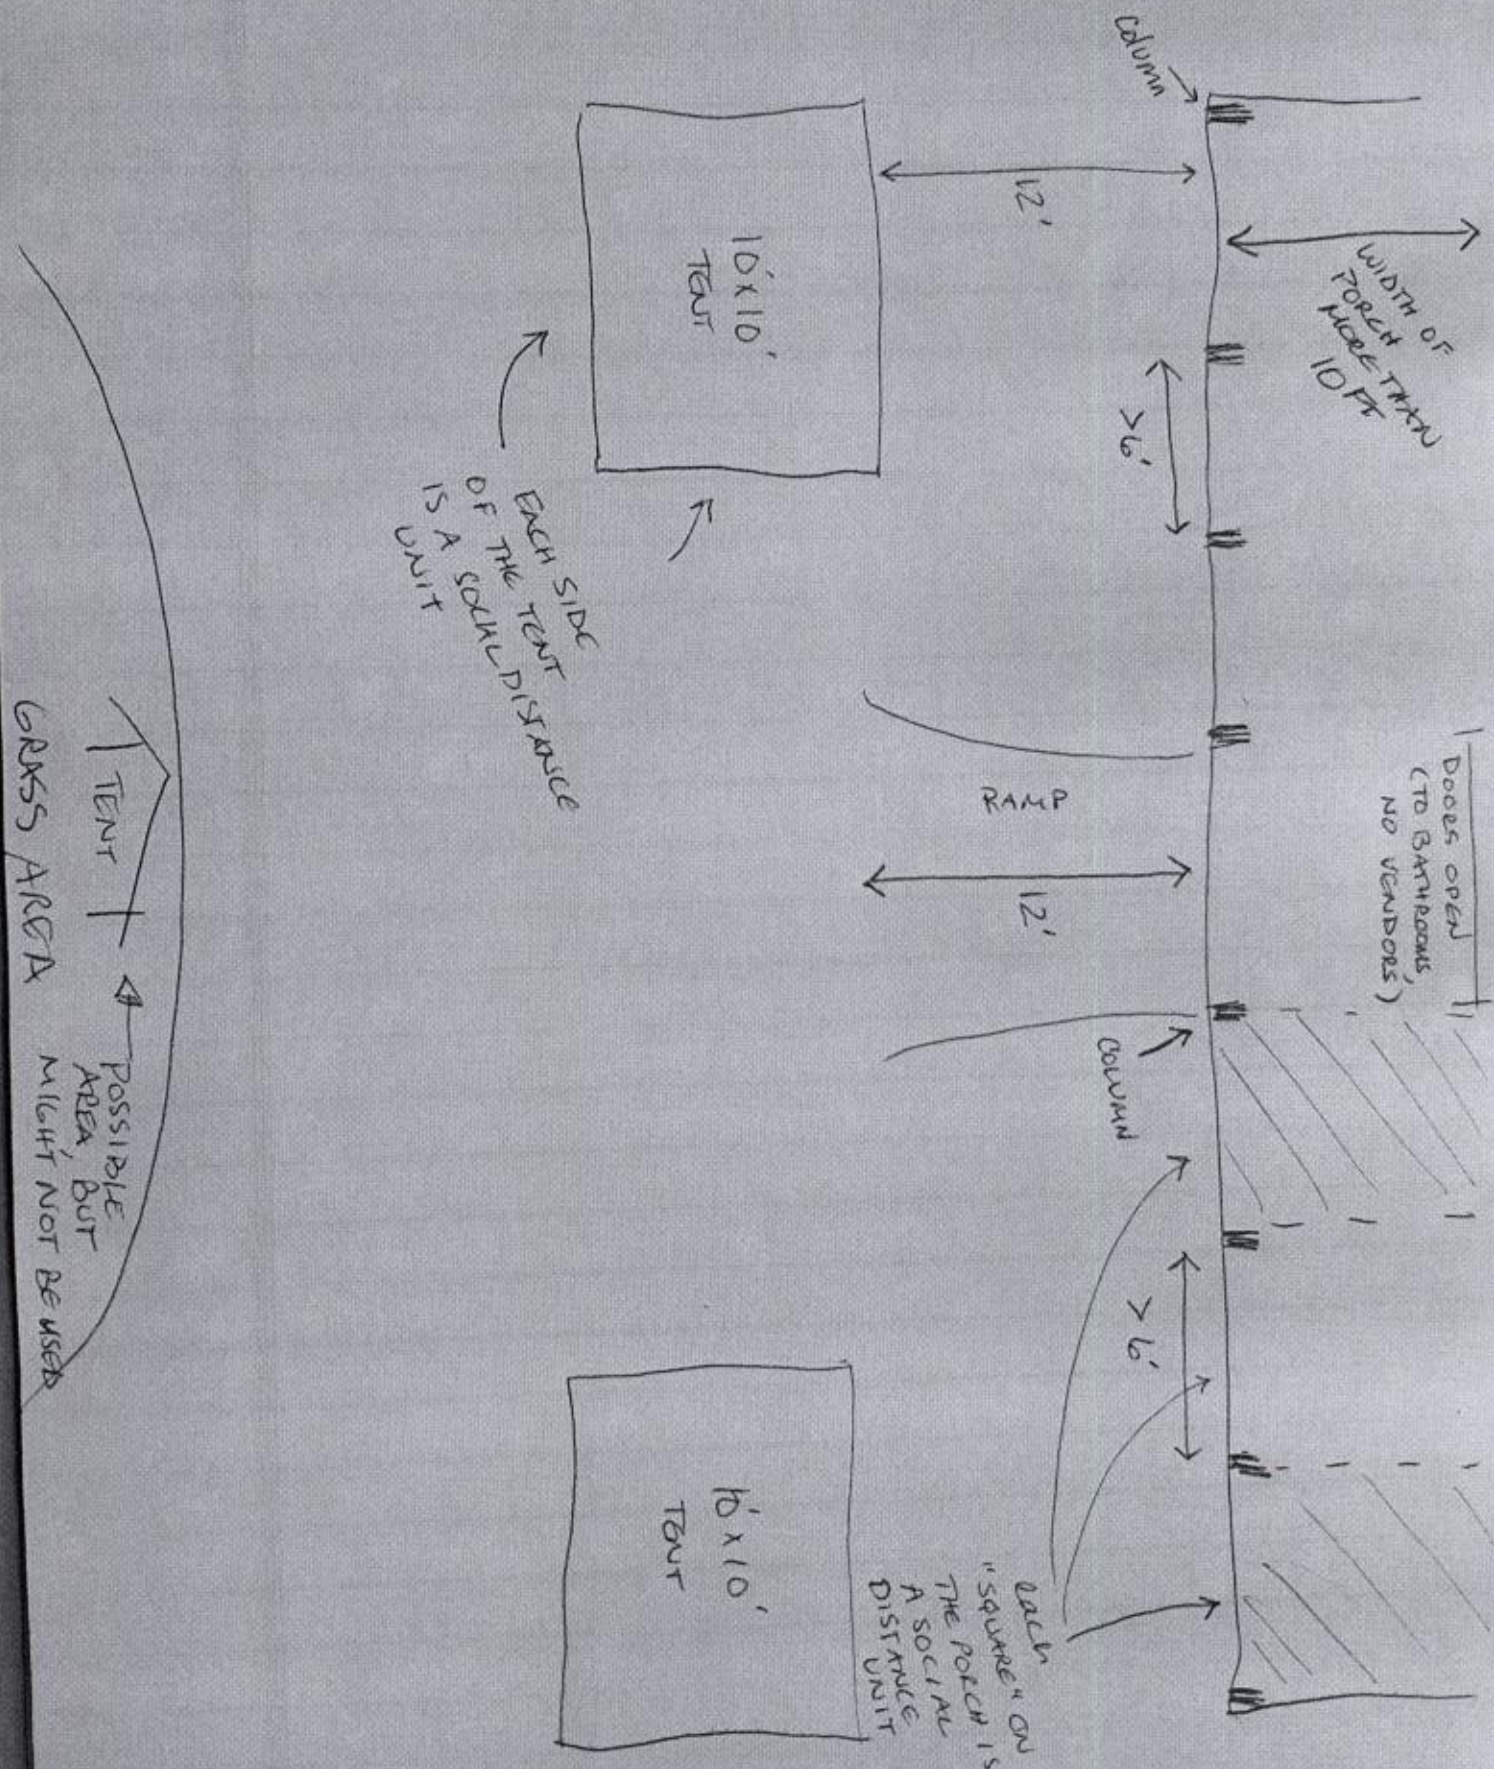 WIDTH OF
PORCH
MORE THAN
10 FT
DOORS OPEN
(TO BATHROOMS,
NO VENDORS)
COLUMN
12'
>6'
RAMP
12'
COLUMN
>6'
10'x10'
TENT
EACH SIDE
OF THE TENT
IS A SOCIAL DISTANCE
UNIT
each
"SQUARE" ON
THE PORCH IS
A SOCIAL
DISTANCE
UNIT
10'x10'
TENT
TENT
POSSIBLE
AREA, BUT
MIGHT NOT BE USED
GRASS AREA